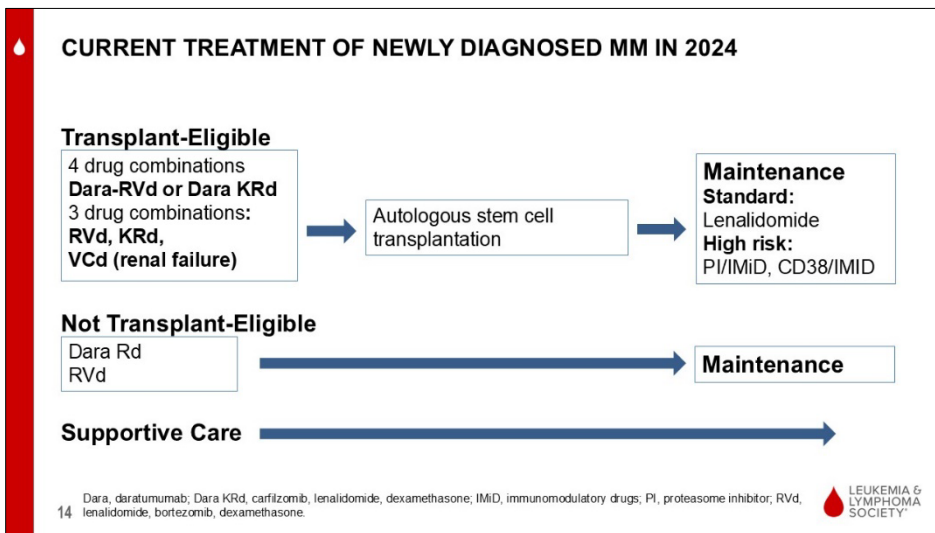 CURRENT TREATMENT OF NEWLY DIAGNOSED MM IN 2024
Transplant-Eligible
4 drug combinations
Dara-RVd or Dara KRd
3 drug combinations:
RVd, KRd,
VCd (renal failure)
Autologous stem cell
transplantation
Maintenance
Standard:
Lenalidomide
High risk:
PI/IMiD, CD38/IMID
Not Transplant-Eligible
Dara Rd
RVd
Maintenance
Supportive Care
Dara, daratumumab; Dara KRd, carfilzomib, lenalidomide, dexamethasone; IMiD, immunomodulatory drugs; PI, proteasome inhibitor; RVd,
lenalidomide, bortezomib, dexamethasone.
14
LEUKEMIA &
LYMPHOMA
SOCIETY®